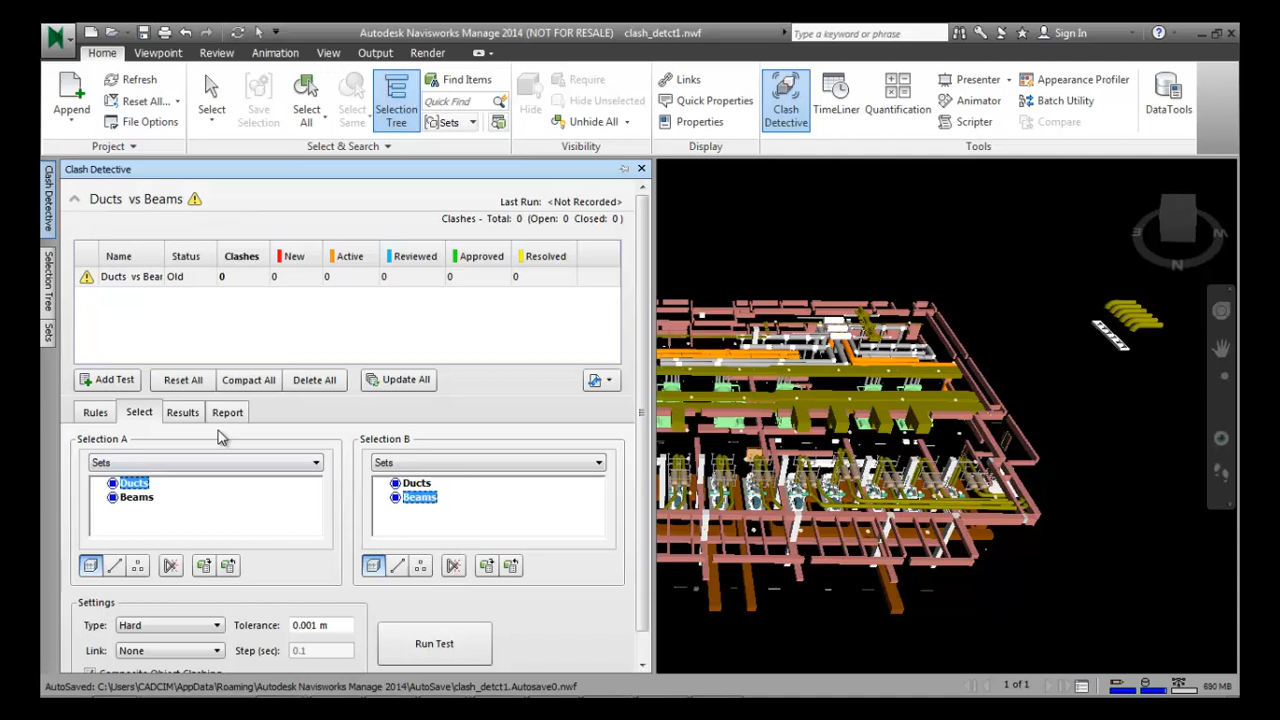 Autodesk Navisworks Manage 2014 (NOT FOR RESALE) clash_detct1.nwf
Type a keyword or phrase
Sign In
Home Viewpoint Review Animation View Output Render
Append
Refresh
Reset All...
File Options
Project
Select
Save Selection
Select All
Select Same
Selection Tree
Find Items
Quick Find
Sets
Select & Search
Hide
Require
Hide Unselected
Unhide All
Visibility
Links
Quick Properties
Properties
Display
Clash Detective
TimeLiner
Quantification
Presenter
Animator
Scripter
Appearance Profiler
Batch Utility
Compare
DataTools
Tools
Clash Detective
Selection Tree
Sets
Clash Detective
Ducts vs Beams
Last Run: <Not Recorded>
Clashes - Total: 0 (Open: 0 Closed: 0 )
Name Status Clashes New Active Reviewed Approved Resolved
Ducts vs Bear Old 0 0 0 0 0 0
Add Test Reset All Compact All Delete All Update All
Rules Select Results Report
Selection A
Sets
Ducts
Beams
Selection B
Sets
Ducts
Beams
Settings
Type: Hard Tolerance: 0.001 m
Link: None Step (sec): 0.1
Composite Object Clashing
Run Test
N
AutoSaved: C:\Users\CADCIM\AppData\Roaming\Autodesk Navisworks Manage 2014\AutoSave\clash_detct1.Autosave0.nwf
1 of 1
690 MB